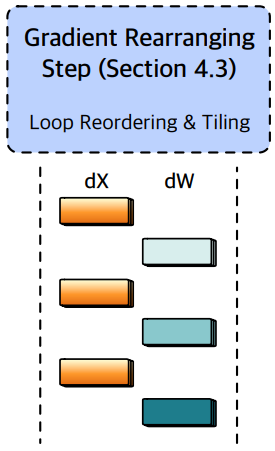 Gradient Rearranging
Step (Section 4.3)
Loop Reordering & Tiling
dX dW